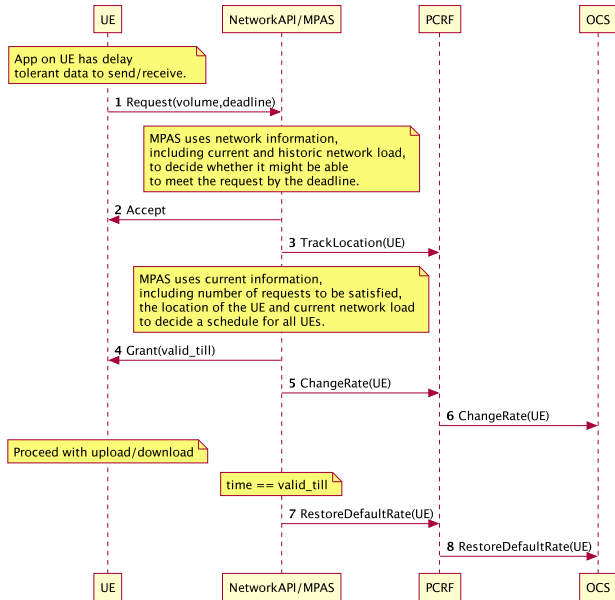 UE
NetworkAPI/MPAS
PCRF
OCS
App on UE has delay
tolerant data to send/receive.
1 Request(volume,deadline)
MPAS uses network information,
including current and historic network load,
to decide whether it might be able
to meet the request by the deadline.
2 Accept
3 TrackLocation(UE)
MPAS uses current information,
including number of requests to be satisfied,
the location of the UE and current network load
to decide a schedule for all UEs.
4 Grant(valid_till)
5 ChangeRate(UE)
6 ChangeRate(UE)
Proceed with upload/download
time == valid_till
7 RestoreDefaultRate(UE)
8 RestoreDefaultRate(UE)
UE
NetworkAPI/MPAS
PCRF
OCS